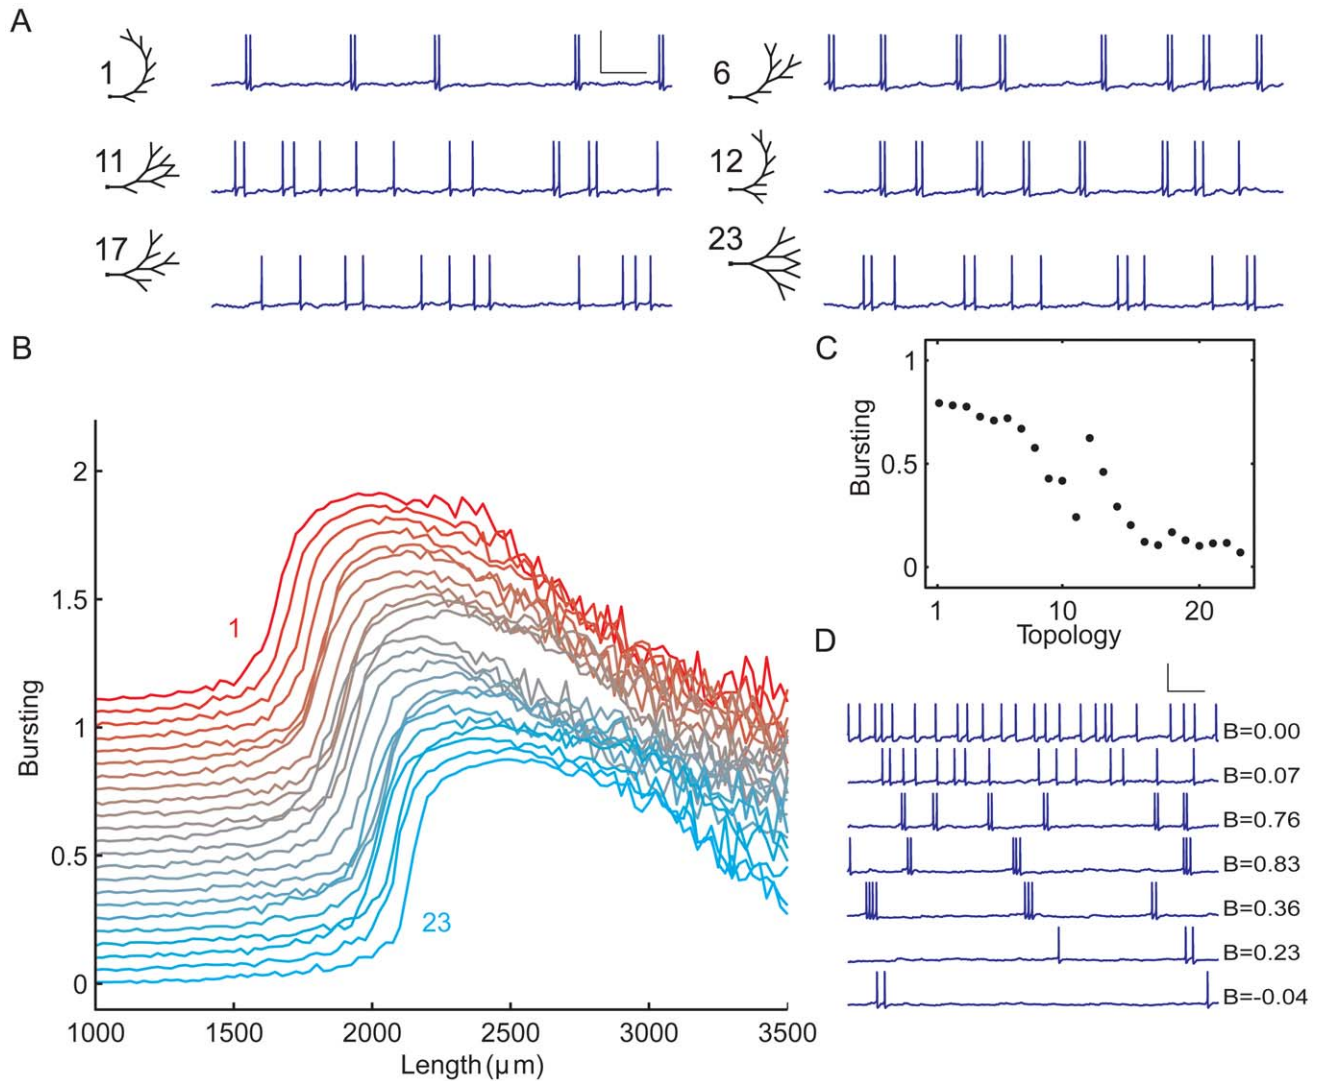 A
1
6
11
12
17
23
B
Bursting
2
1.5
1
0.5
0
1
23
1000 1500 2000 2500 3000 3500
Length (μm)
C
Bursting
1
0.5
0
1 10 20
Topology
D
B=0.00
B=0.07
B=0.76
B=0.83
B=0.36
B=0.23
B=-0.04